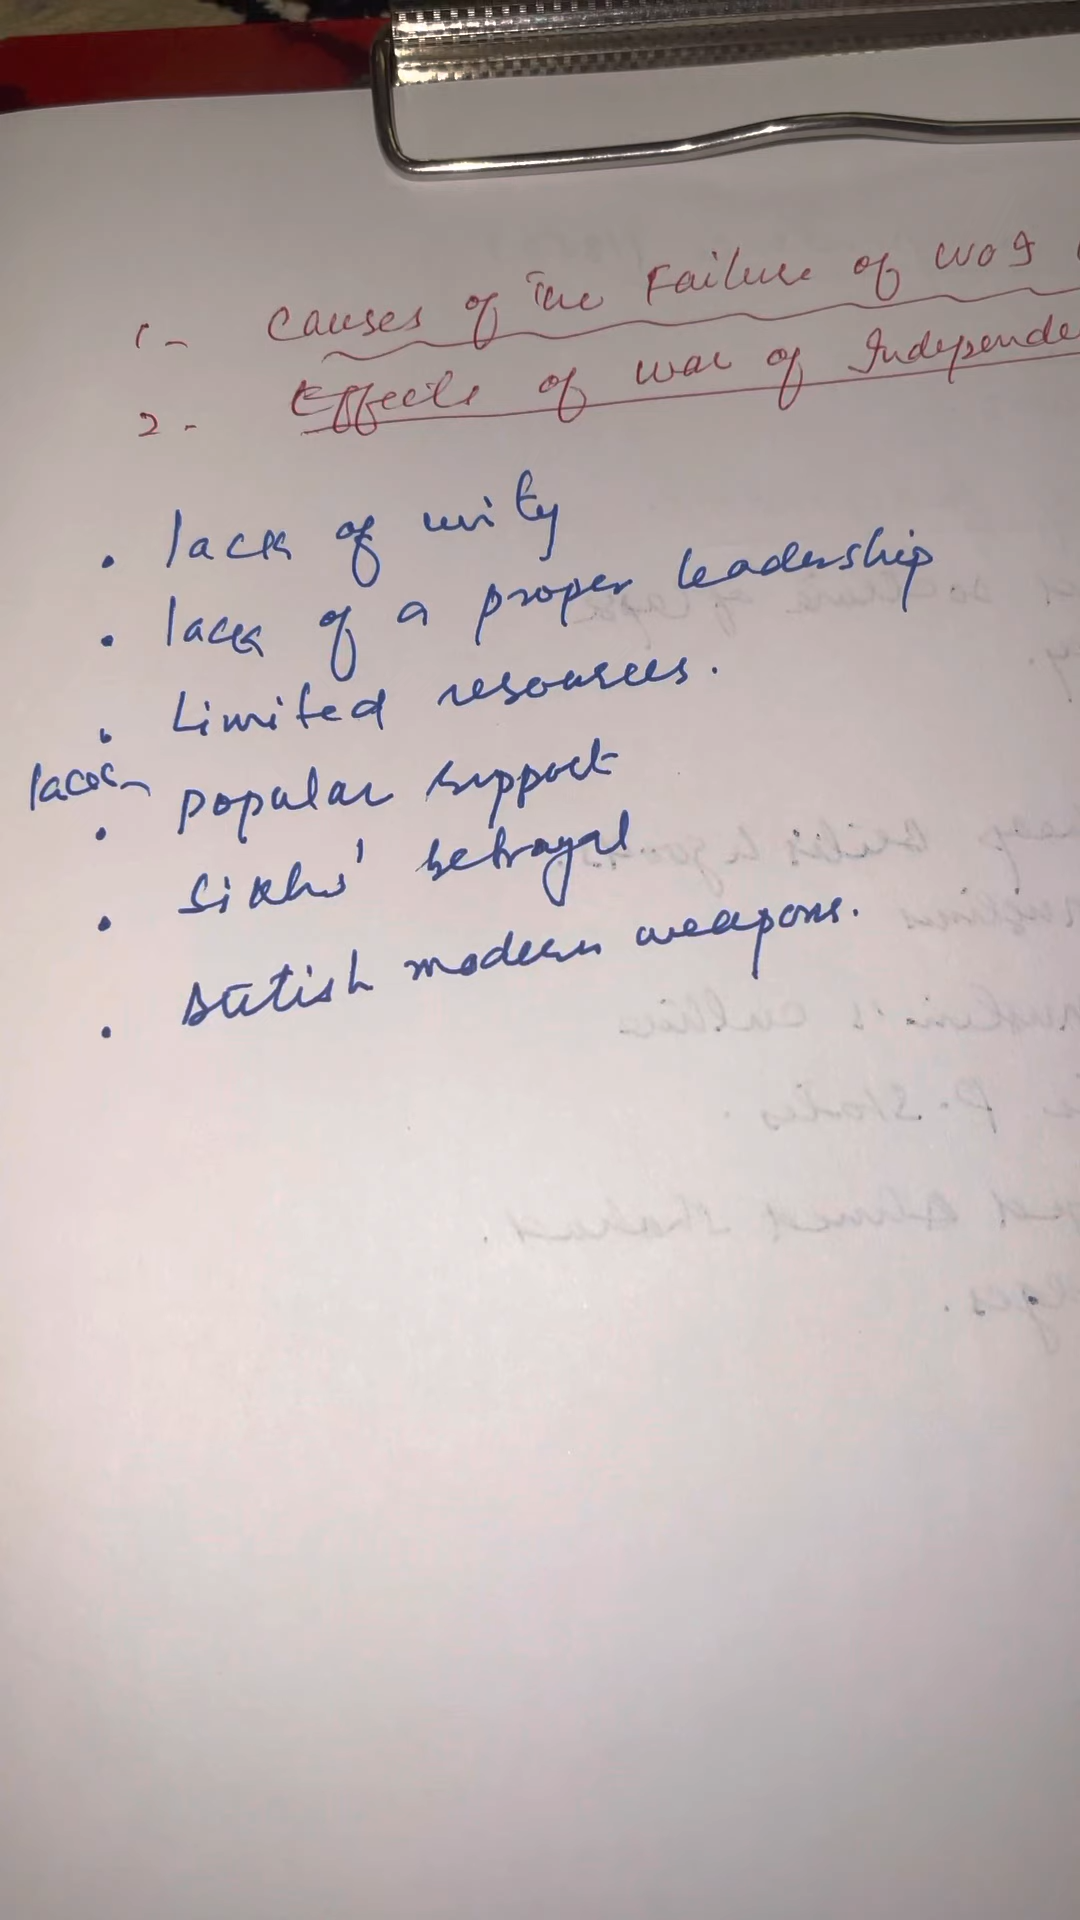 1- Causes of The Failure of WOI
2- Effects of war of Independe
• lack of unity
• lack of a proper leadership
• Limited resources.
lack
• popular support
• Sikhs' betrayal
• British modern weapons.